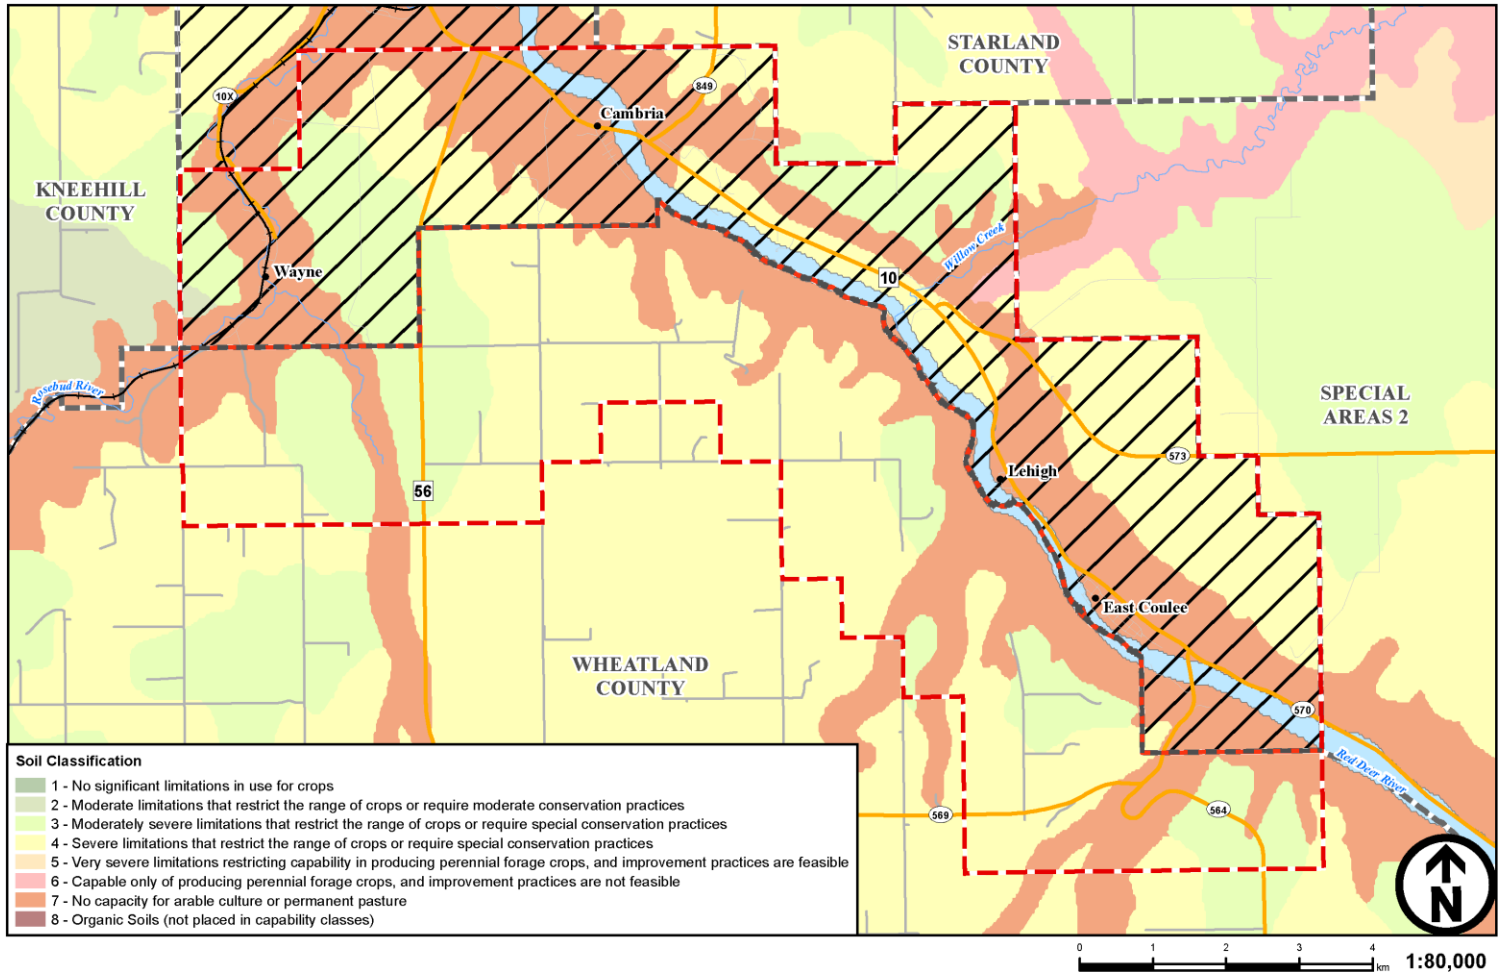 STARLAND
COUNTY
10X
849
Cambria
KNEEHILL
COUNTY
Willow Creek
Wayne
10
Rosebud River
SPECIAL
AREAS 2
573
Lehigh
56
East Coulee
WHEATLAND
COUNTY
570
Red Deer River
569
564
Soil Classification
1 - No significant limitations in use for crops
2 - Moderate limitations that restrict the range of crops or require moderate conservation practices
3 - Moderately severe limitations that restrict the range of crops or require special conservation practices
4 - Severe limitations that restrict the range of crops or require special conservation practices
5 - Very severe limitations restricting capability in producing perennial forage crops, and improvement practices are feasible
6 - Capable only of producing perennial forage crops, and improvement practices are not feasible
7 - No capacity for arable culture or permanent pasture
8 - Organic Soils (not placed in capability classes)
N
0 1 2 3 4
km
1:80,000